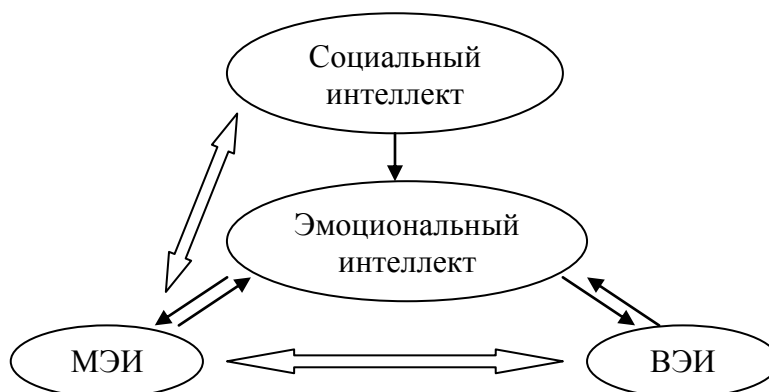 Социальный
интеллект
Эмоциональный
интеллект
МЭИ
ВЭИ